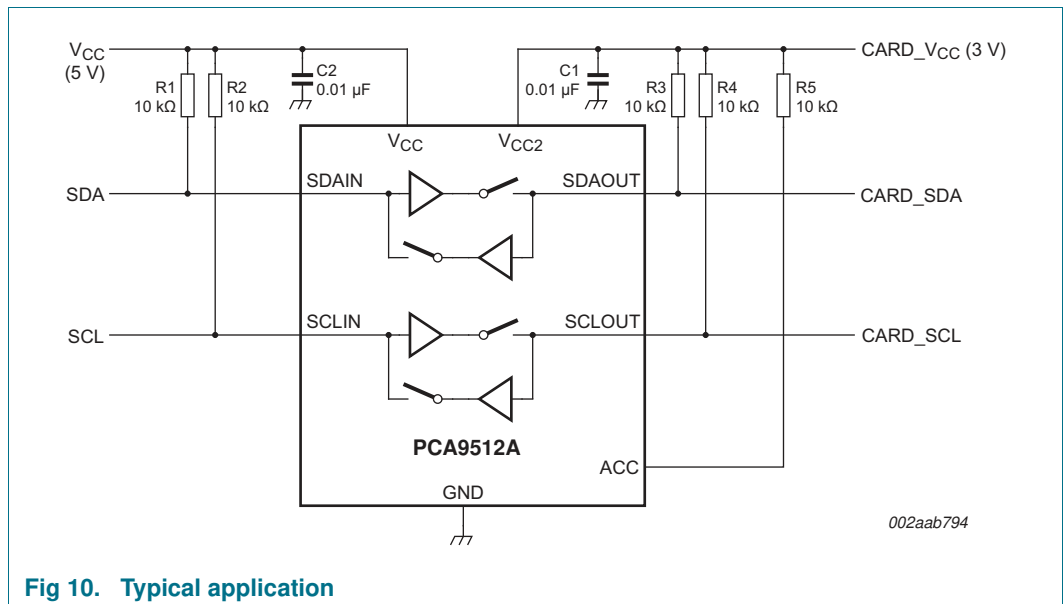 VCC
(5 V)
R1
10 kΩ
R2
10 kΩ
C2
0.01 µF
C1
0.01 µF
R3
10 kΩ
R4
10 kΩ
R5
10 kΩ
CARD_VCC (3 V)
VCC
VCC2
SDA
SDAIN
SDAOUT
CARD_SDA
SCL
SCLIN
SCLOUT
CARD_SCL
PCA9512A
ACC
GND
002aab794
Fig 10. Typical application